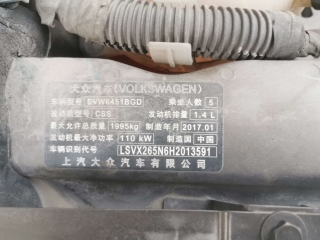 大众汽车(VOLKSWAGEN)
车辆型号 SVW6451BGD 乘坐人数 5
发动机型号 CSS 发动机排量 1.4 L
最大允许总质量 1995kg 制造年月 2017.01
发动机最大净功率 110 kW 制造国 中国
车辆识别代号 LSVX265N6H2013591
上汽大众汽车有限公司